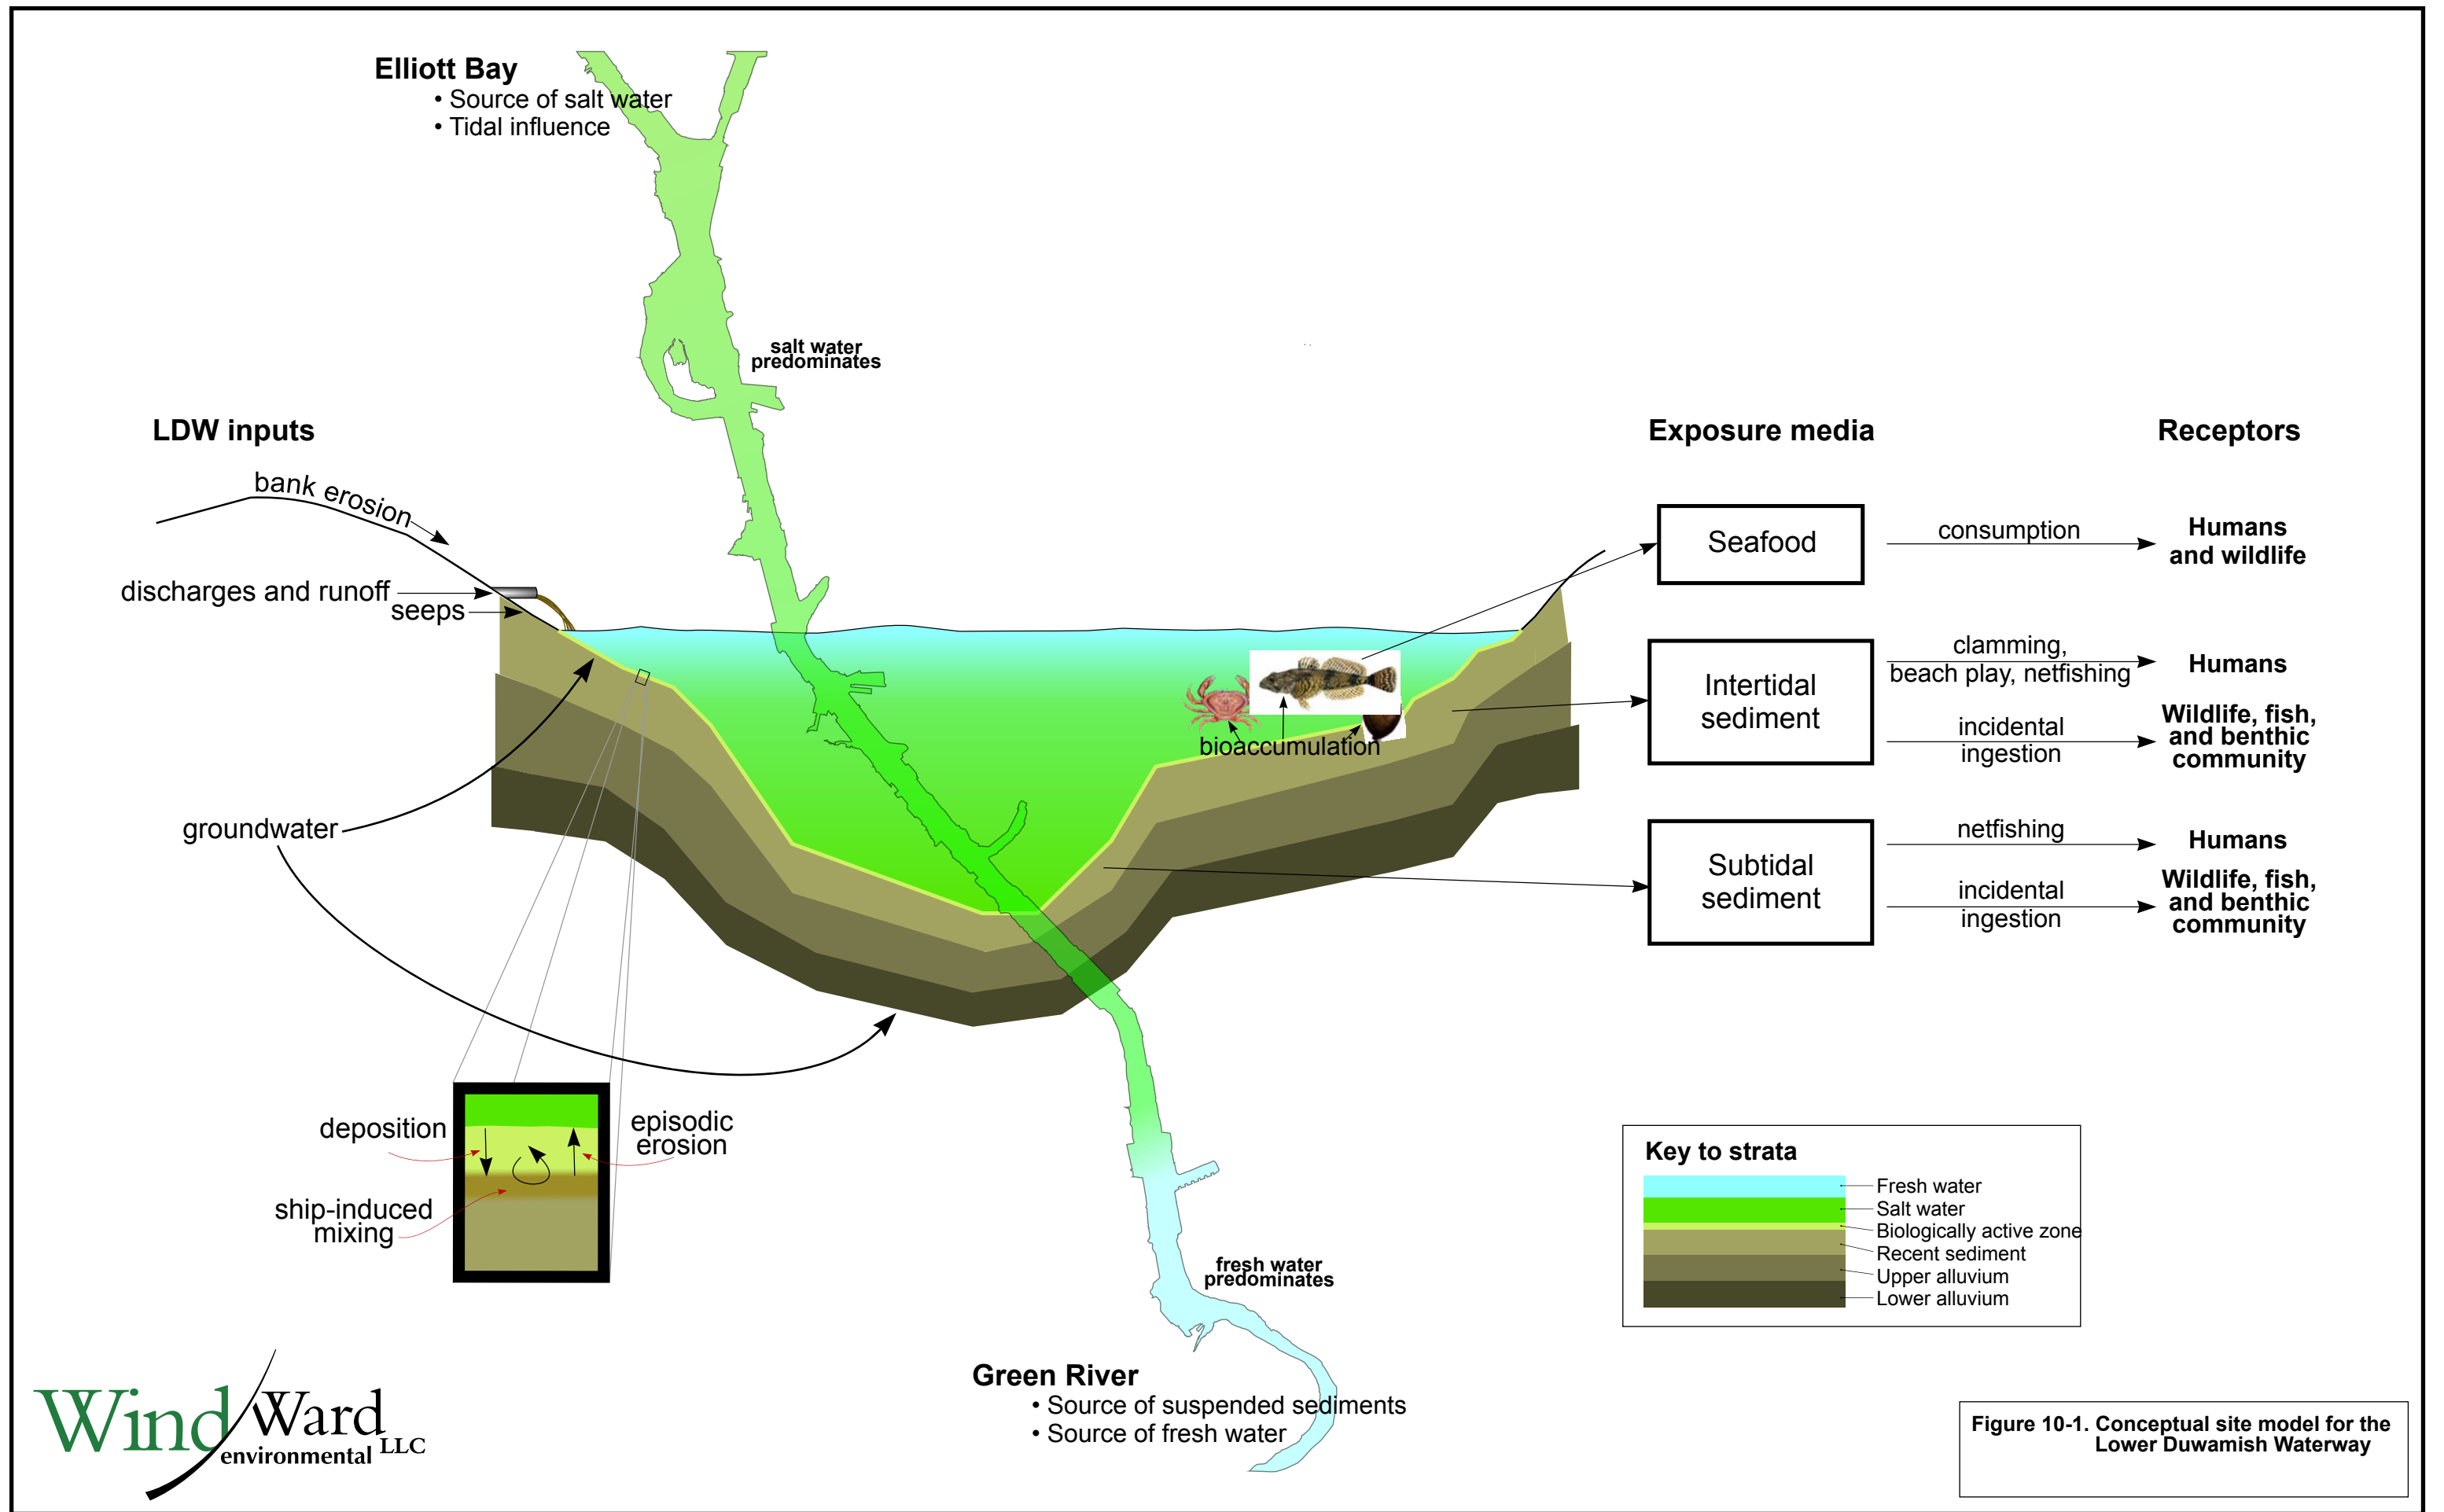 Elliott Bay
• Source of salt water
• Tidal influence
salt water
predominates
LDW inputs
bank erosion
discharges and runoff
seeps
groundwater
bioaccumulation
Exposure media
Receptors
Seafood
consumption
Humans
and wildlife
Intertidal
sediment
clamming,
beach play, netfishing
Humans
incidental
ingestion
Wildlife, fish,
and benthic
community
Subtidal
sediment
netfishing
Humans
incidental
ingestion
Wildlife, fish,
and benthic
community
deposition
episodic
erosion
ship-induced
mixing
Key to strata
Fresh water
Salt water
Biologically active zone
Recent sediment
Upper alluvium
Lower alluvium
fresh water
predominates
Green River
• Source of suspended sediments
• Source of fresh water
WindWard
environmental LLC
Figure 10-1. Conceptual site model for the
Lower Duwamish Waterway